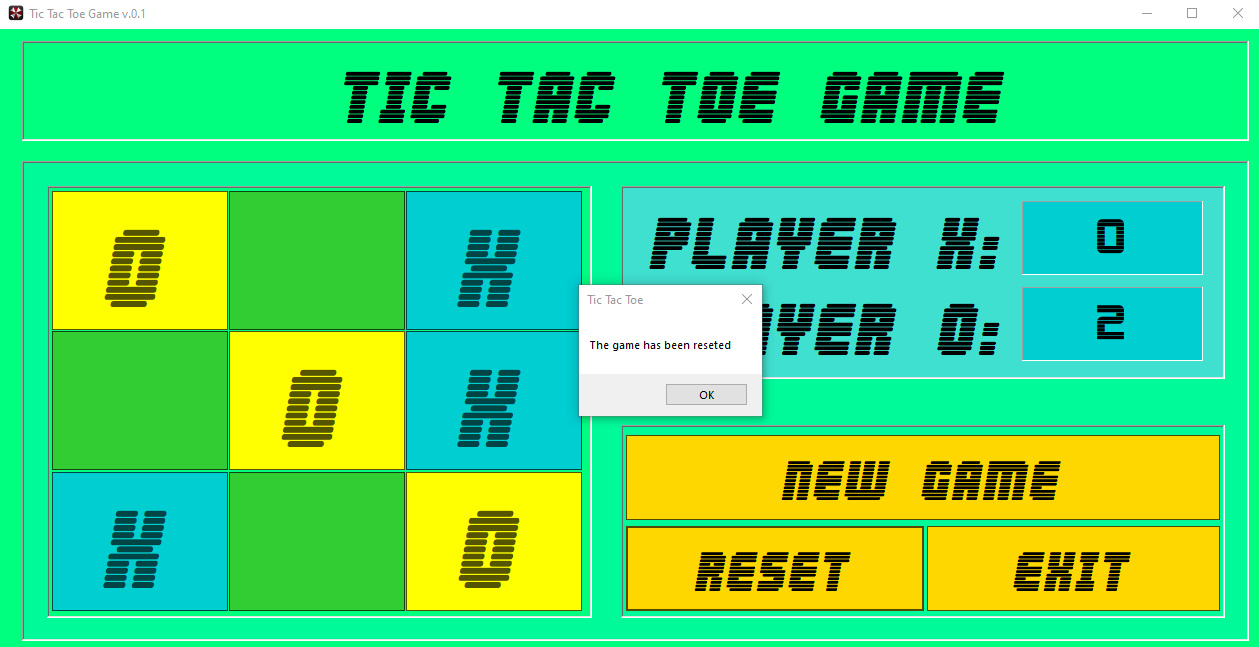 Tic Tac Toe Game v.0.1
TIC TAC TOE GAME
O X
O X
X O
PLAYER X: 0
AYER O: 2
Tic Tac Toe
The game has been reseted
OK
NEW GAME
RESET EXIT